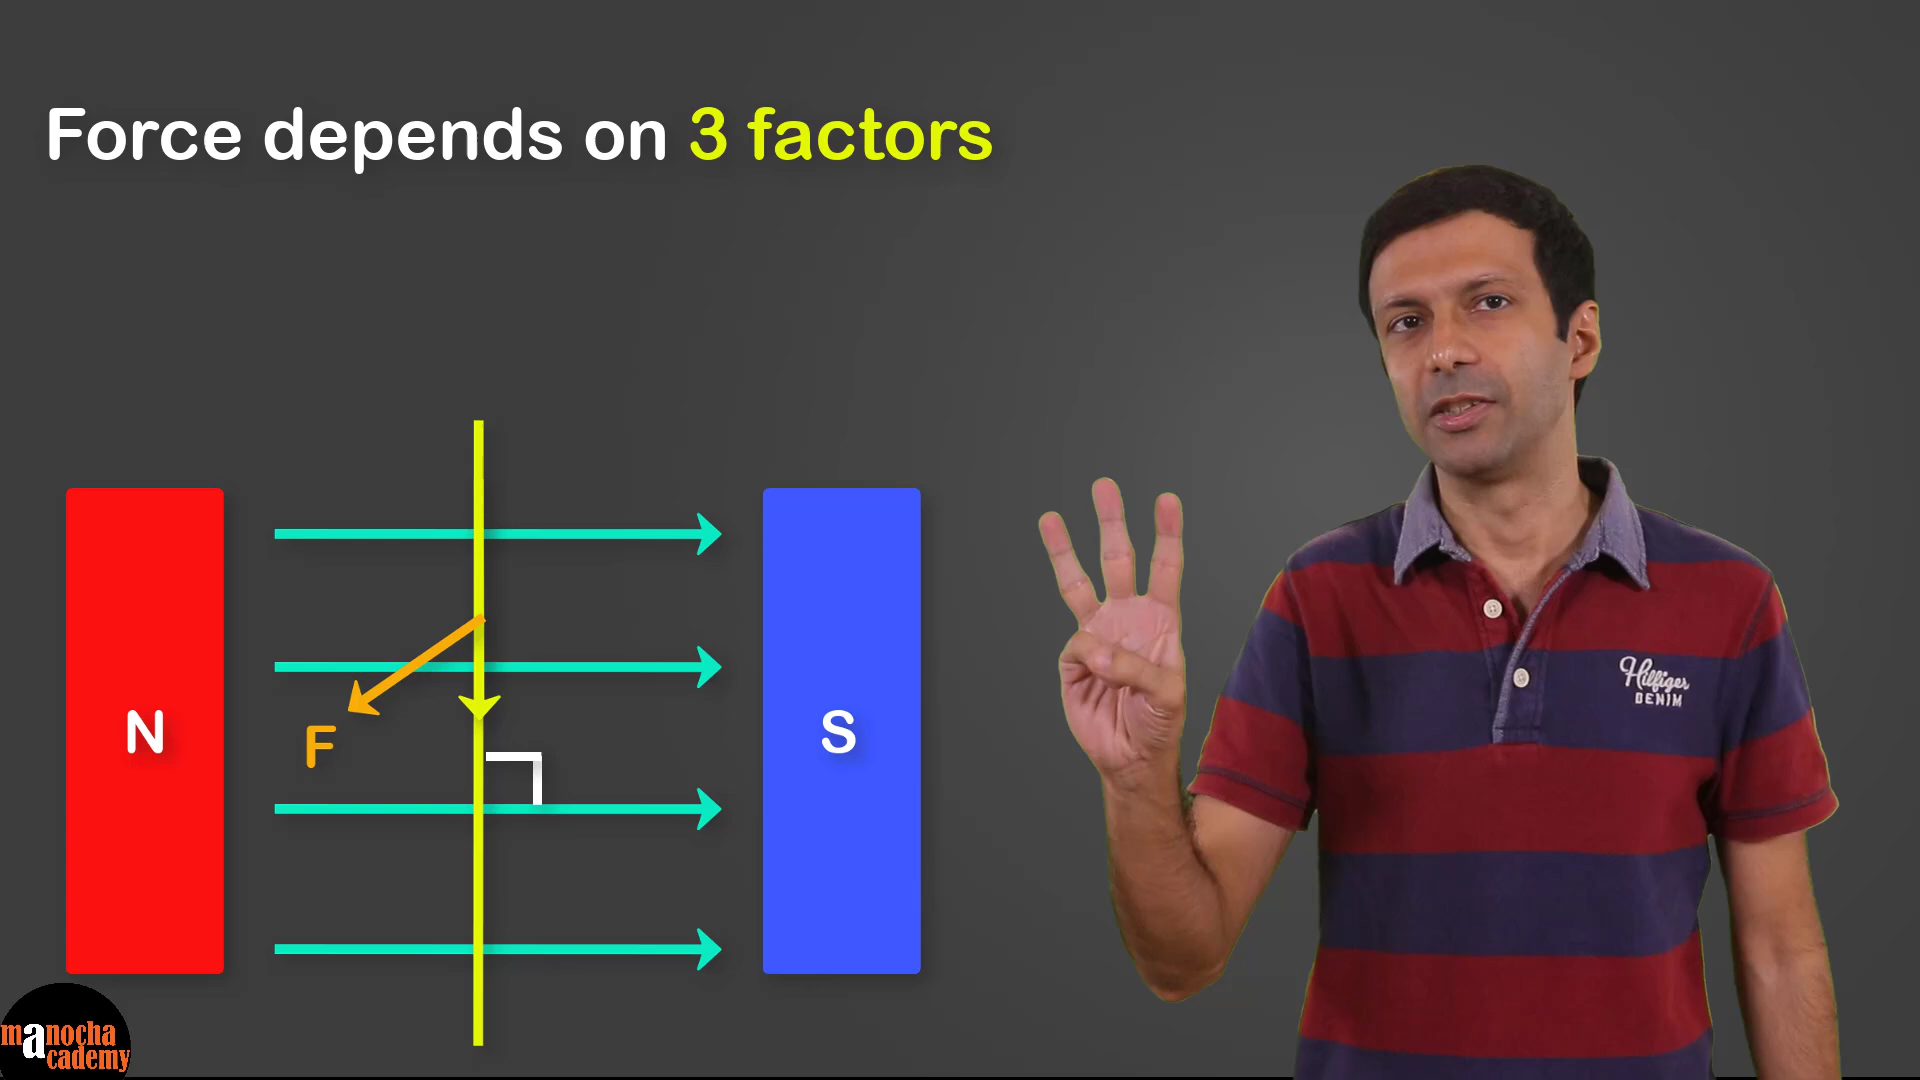 Force depends on 3 factors
N
F
S
Hilfiger
DENIM
manocha
academy